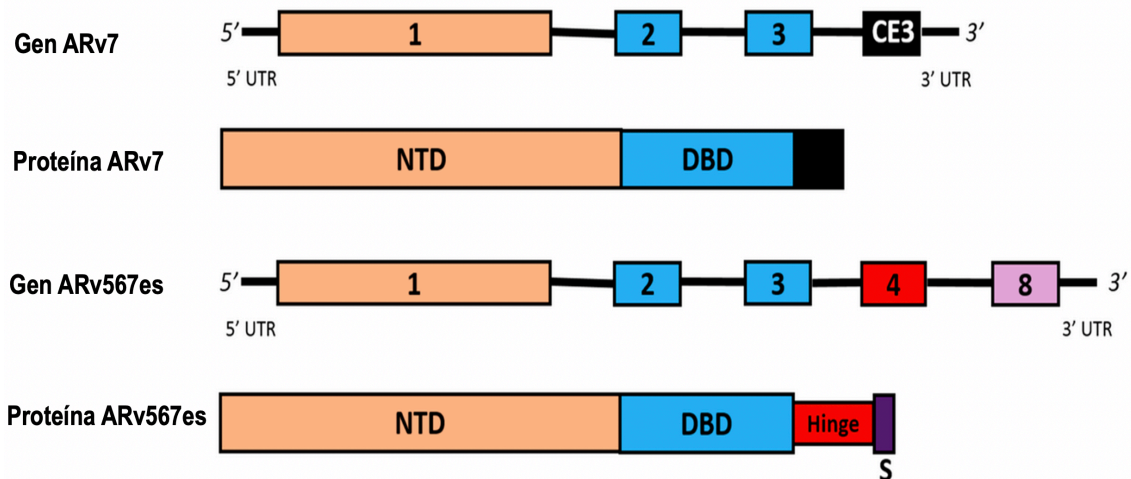 Gen ARv7 5’ 1 2 3 CE3 3’
5’ UTR 3’ UTR
Proteína ARv7 NTD DBD
Gen ARv567es 5’ 1 2 3 4 8 3’
5’ UTR 3’ UTR
Proteína ARv567es NTD DBD Hinge
S